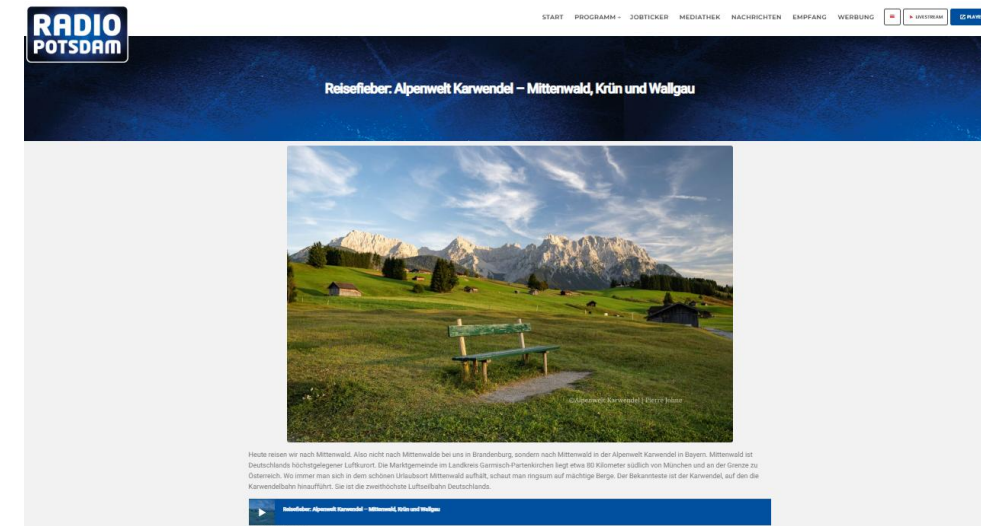 RADIO
POTSDAM
START PROGRAMM JOBTICKER MEDIATHEK NACHRICHTEN EMPFANG WERBUNG LIVESTREAM PLAYE
Reisefieber: Alpenwelt Karwendel – Mittenwald, Krün und Wallgau
©Alpenwelt Karwendel | Pierre Johne
Heute reisen wir nach Mittenwald. Also nicht nach Mittenwalde bei uns in Brandenburg, sondern nach Mittenwald in der Alpenwelt Karwendel in Bayern. Mittenwald ist
Deutschlands höchstgelegener Luftkurort. Die Marktgemeinde im Landkreis Garmisch-Partenkirchen liegt etwa 80 Kilometer südlich von München und an der Grenze zu
Österreich. Wo immer man sich in dem schönen Urlaubsort Mittenwald aufhält, schaut man ringsum auf mächtige Berge. Der Bekannteste ist der Karwendel, auf den die
Karwendelbahn hinaufführt. Sie ist die zweithöchste Luftseilbahn Deutschlands.
Reisefieber: Alpenwelt Karwendel – Mittenwald, Krün und Wallgau